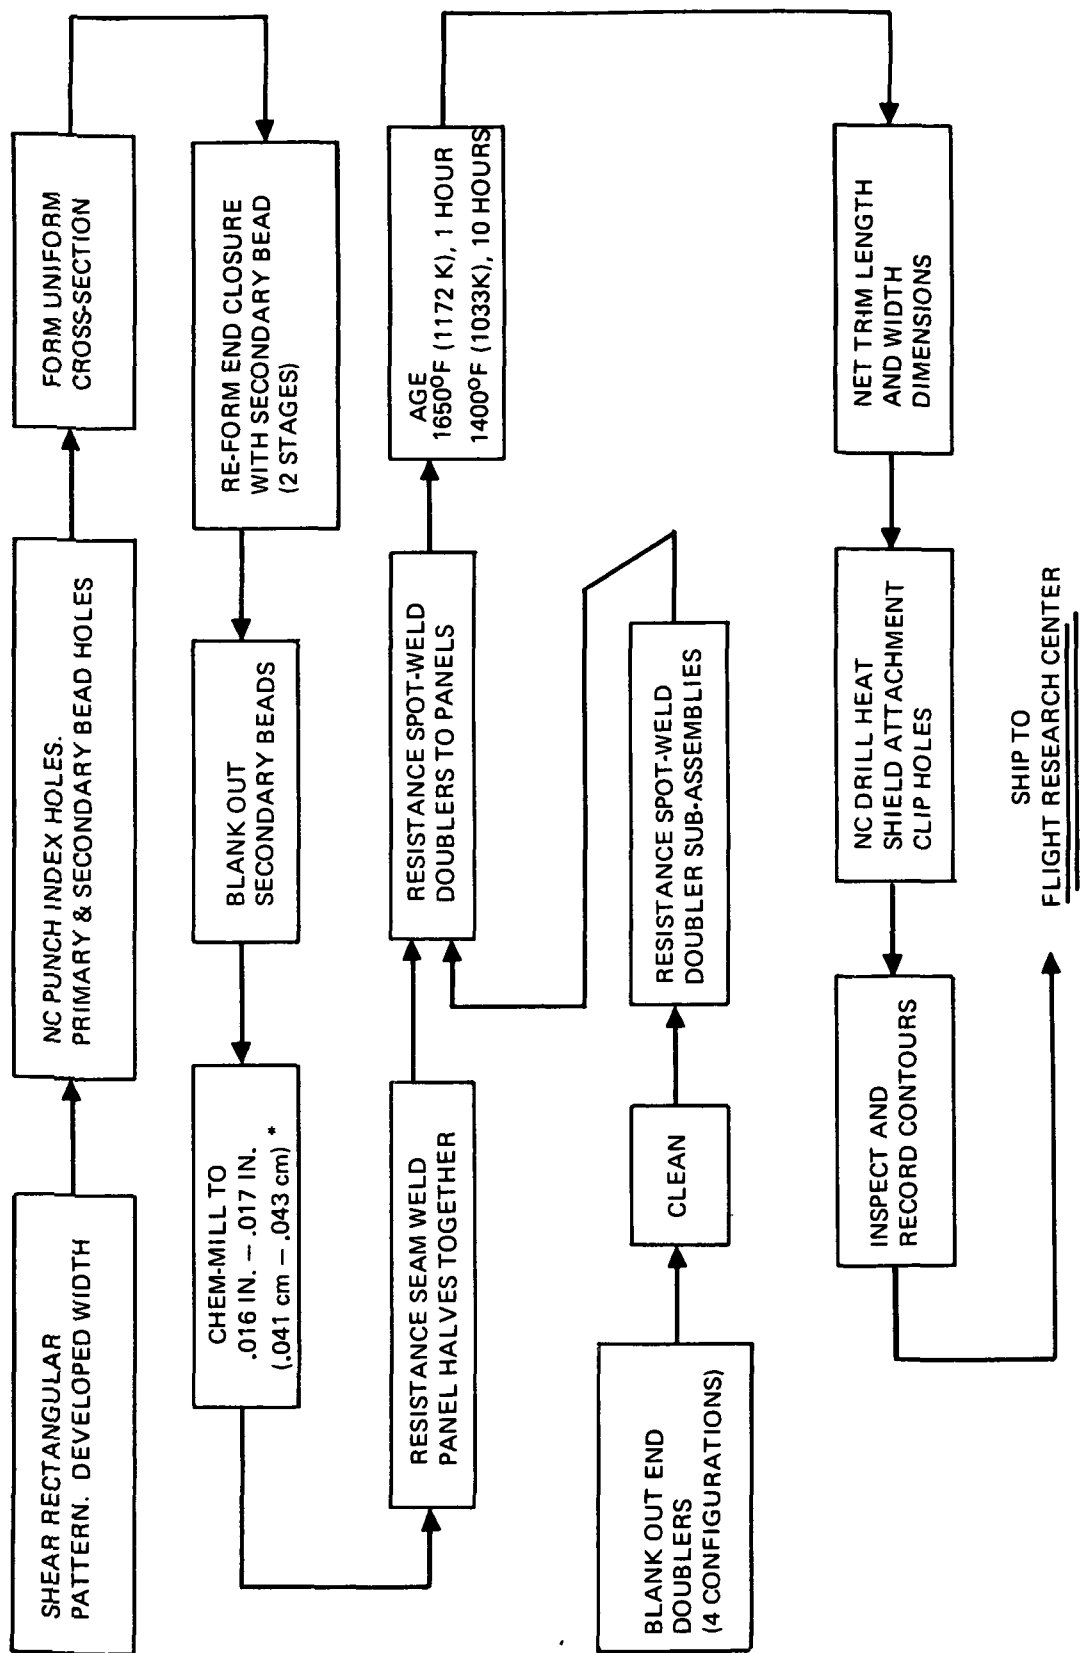 SHEAR RECTANGULAR
PATTERN. DEVELOPED WIDTH
NC PUNCH INDEX HOLES.
PRIMARY & SECONDARY BEAD HOLES
FORM UNIFORM
CROSS-SECTION
RE-FORM END CLOSURE
WITH SECONDARY BEAD
(2 STAGES)
BLANK OUT
SECONDARY BEADS
CHEM-MILL TO
.016 IN. – .017 IN.
(.041 cm – .043 cm) *
RESISTANCE SEAM WELD
PANEL HALVES TOGETHER
RESISTANCE SPOT-WELD
DOUBLERS TO PANELS
AGE
1650°F (1172 K), 1 HOUR
1400°F (1033K), 10 HOURS
BLANK OUT END
DOUBLERS
(4 CONFIGURATIONS)
CLEAN
RESISTANCE SPOT-WELD
DOUBLER SUB-ASSEMBLIES
NET TRIM LENGTH
AND WIDTH
DIMENSIONS
NC DRILL HEAT
SHIELD ATTACHMENT
CLIP HOLES
INSPECT AND
RECORD CONTOURS
SHIP TO
FLIGHT RESEARCH CENTER